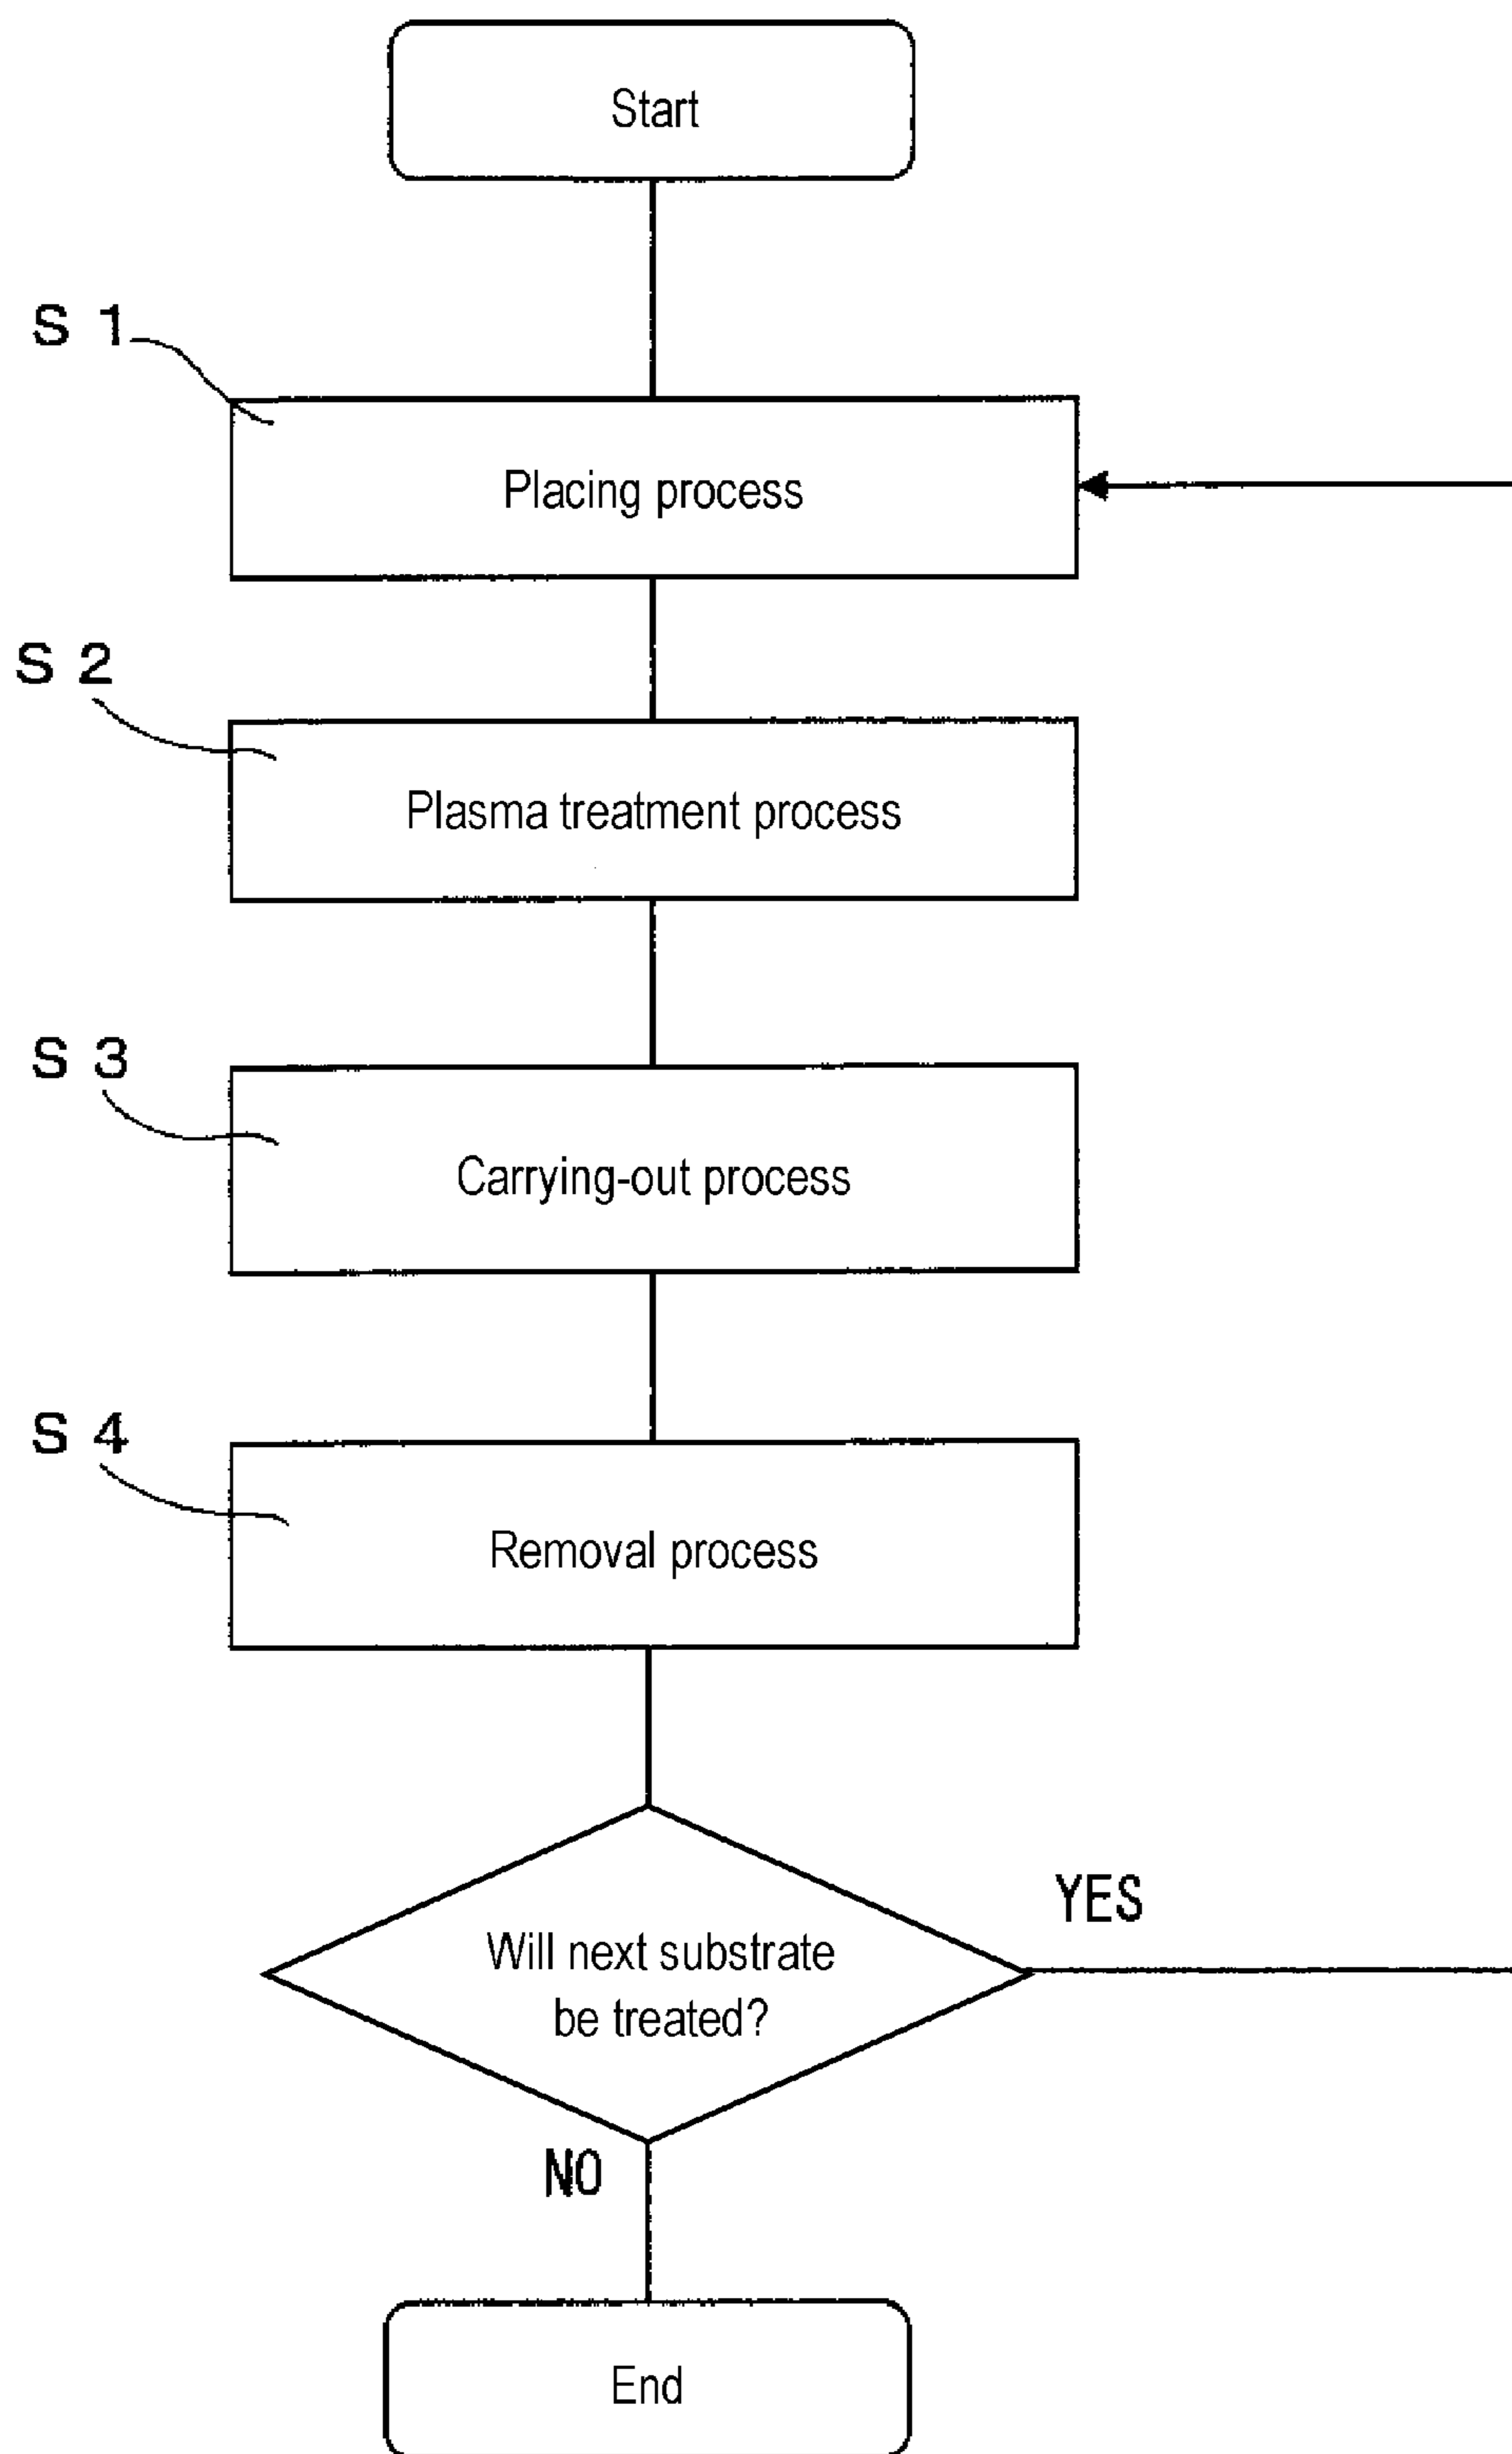 Start
S 1
Placing process
S 2
Plasma treatment process
S 3
Carrying-out process
S 4
Removal process
YES
Will next substrate
be treated?
NO
End